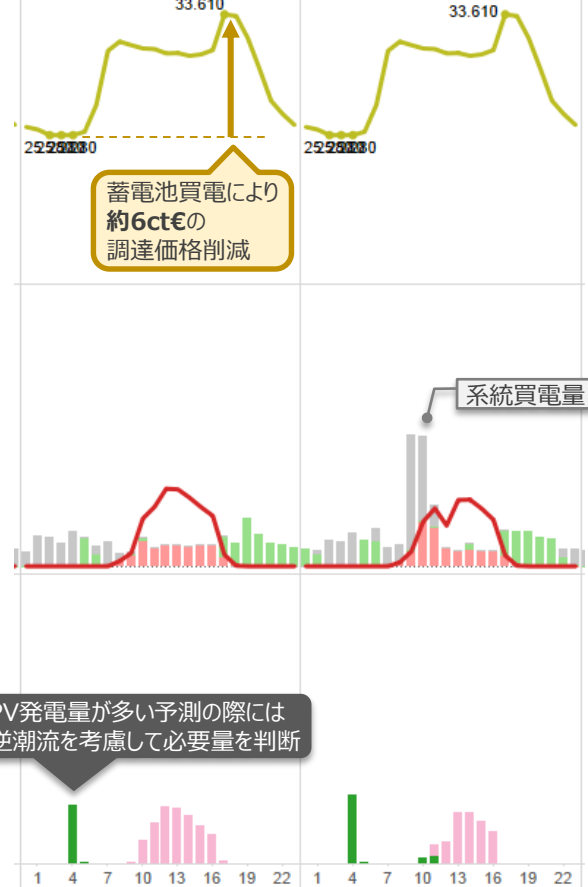 33.610
33.610
蓄電池買電により
約6ct€の
調達価格削減
系統買電量
PV発電量が多い予測の際には
逆潮流を考慮して必要量を判断
1 4 7 10 13 16 19 22 1 4 7 10 13 16 19 22